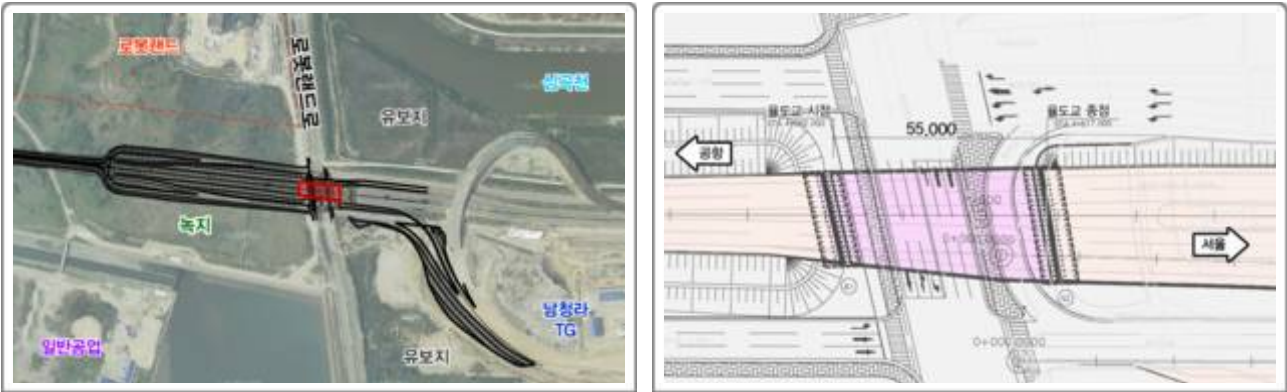 로봇랜드
로봇랜드로
심곡천
유보지
녹지
남청라
TG
일반공업
유보지
율도교 시점
율도교 종점
55,000
공항
서울